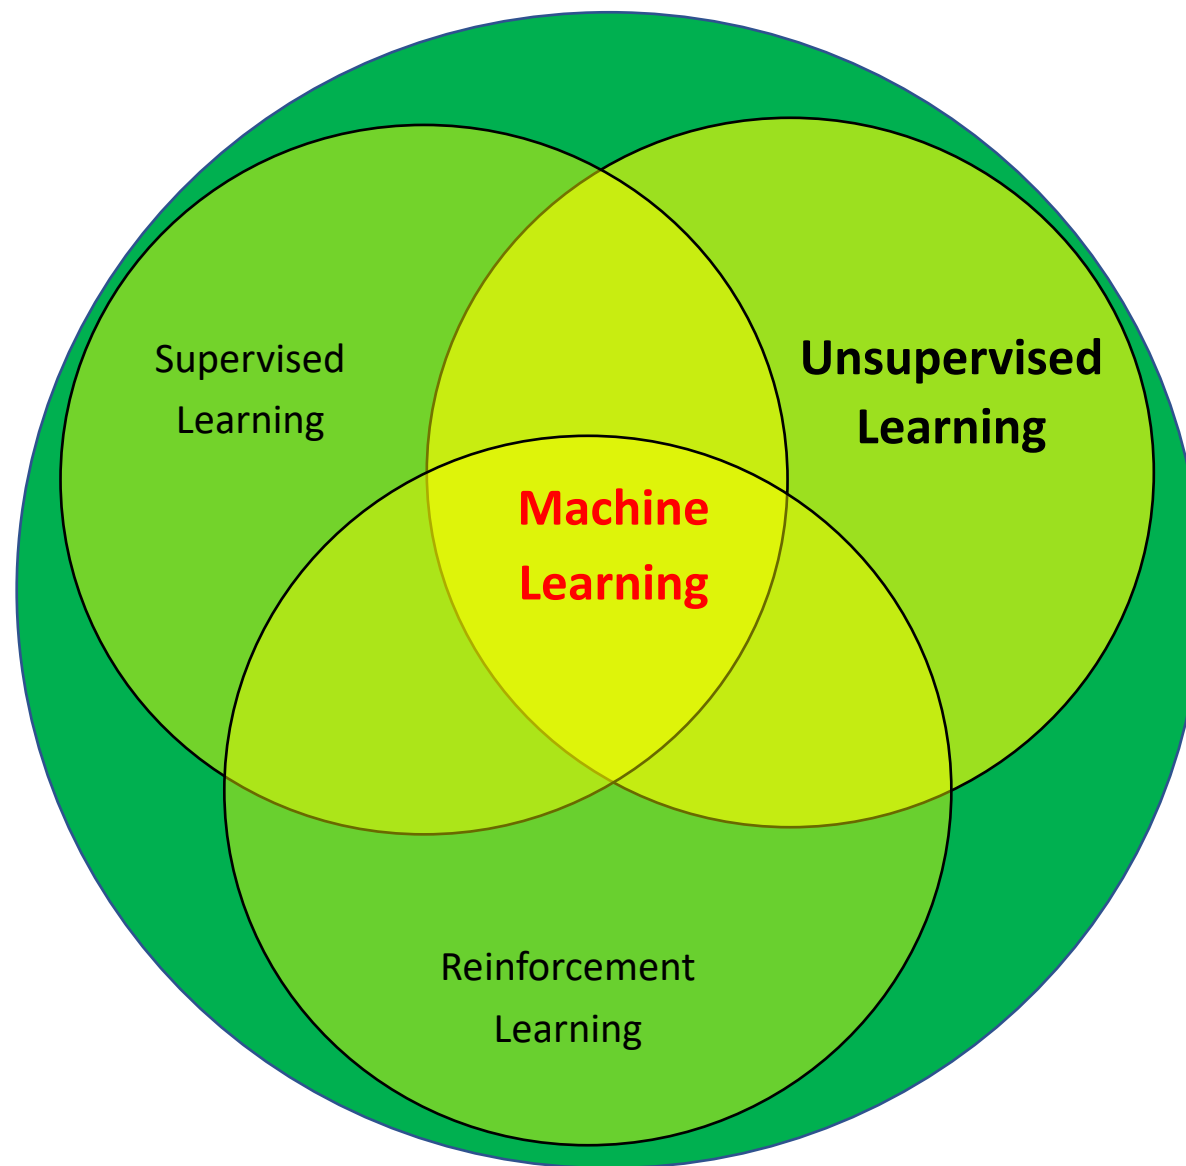 Supervised
Learning
Unsupervised
Learning
Machine
Learning
Reinforcement
Learning